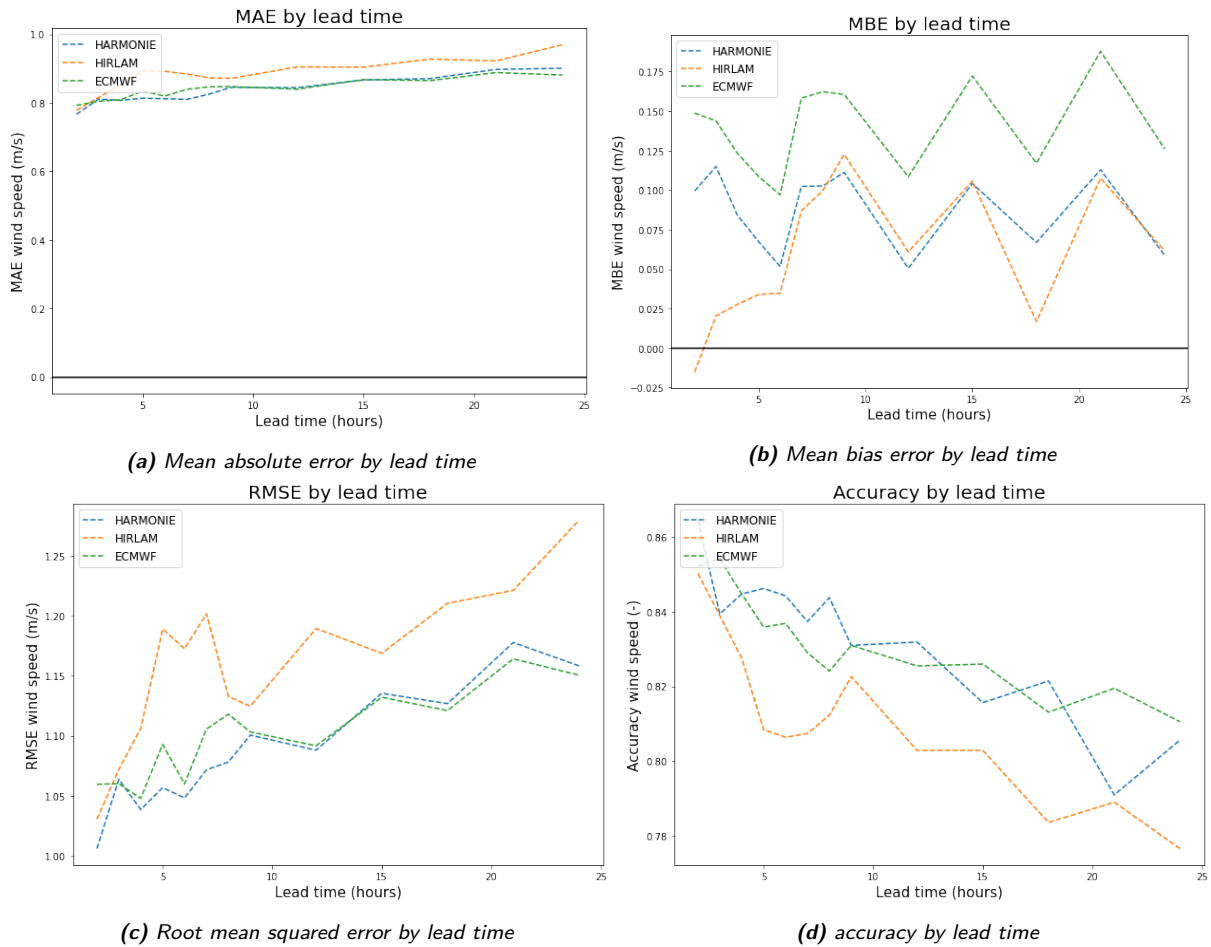 MAE by lead time
HARMONIE
HIRLAM
ECMWF
MAE wind speed (m/s)
1.0
0.8
0.6
0.4
0.2
0.0
5
10
15
20
25
Lead time (hours)
(a) Mean absolute error by lead time
MBE by lead time
HARMONIE
HIRLAM
ECMWF
MBE wind speed (m/s)
0.175
0.150
0.125
0.100
0.075
0.050
0.025
0.000
−0.025
5
10
15
20
25
Lead time (hours)
(b) Mean bias error by lead time
RMSE by lead time
HARMONIE
HIRLAM
ECMWF
RMSE wind speed (m/s)
1.25
1.20
1.15
1.10
1.05
1.00
5
10
15
20
25
Lead time (hours)
(c) Root mean squared error by lead time
Accuracy by lead time
HARMONIE
HIRLAM
ECMWF
Accuracy wind speed (-)
0.86
0.84
0.82
0.80
0.78
5
10
15
20
25
Lead time (hours)
(d) accuracy by lead time